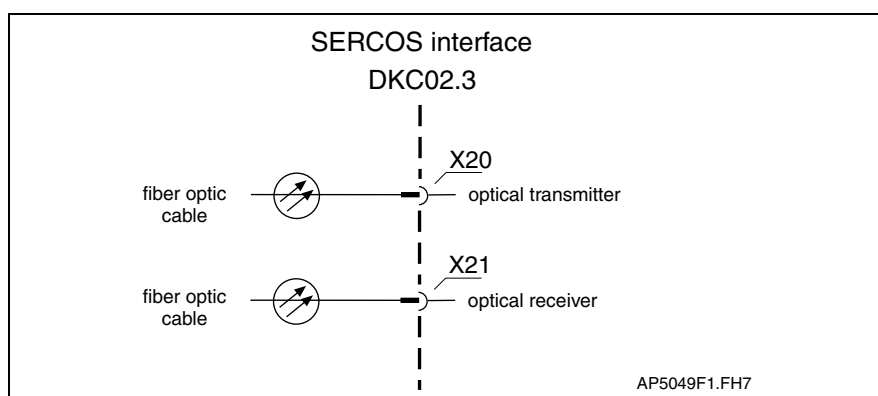 SERCOS interface
DKC02.3
X20
fiber optic
cable
optical transmitter
X21
fiber optic
cable
optical receiver
AP5049F1.FH7